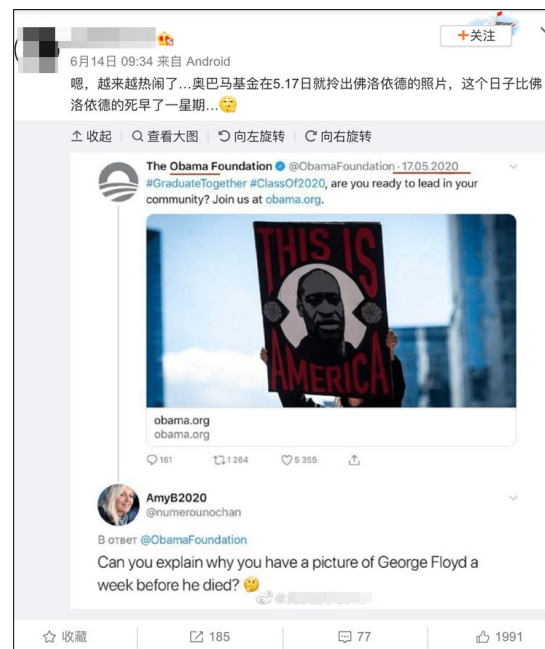 +关注
6月14日 09:34 来自 Android
嗯，越来越热闹了...奥巴马基金在5.17日就拎出佛洛依德的照片，这个日子比佛
洛依德的死早了一星期...
收起 查看大图 向左旋转 向右旋转
The Obama Foundation @ObamaFoundation · 17.05.2020
#GraduateTogether #ClassOf2020, are you ready to lead in your
community? Join us at obama.org.
THIS IS
AMERICA
obama.org
obama.org
161 1 264 5 355
AmyB2020
@numerounochan
В ответ @ObamaFoundation
Can you explain why you have a picture of George Floyd a
week before he died?
收藏 185 77 1991